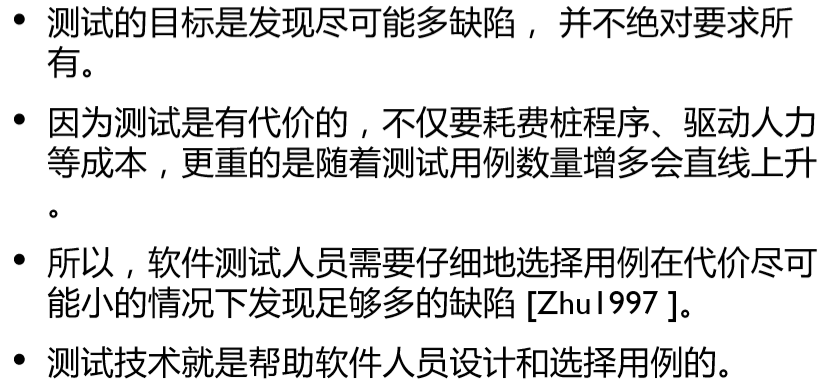 • 测试的目标是发现尽可能多缺陷， 并不绝对要求所
有。
• 因为测试是有代价的，不仅要耗费桩程序、驱动人力
等成本，更重的是随着测试用例数量增多会直线上升
。
• 所以，软件测试人员需要仔细地选择用例在代价尽可
能小的情况下发现足够多的缺陷 [Zhu1997 ]。
• 测试技术就是帮助软件人员设计和选择用例的。